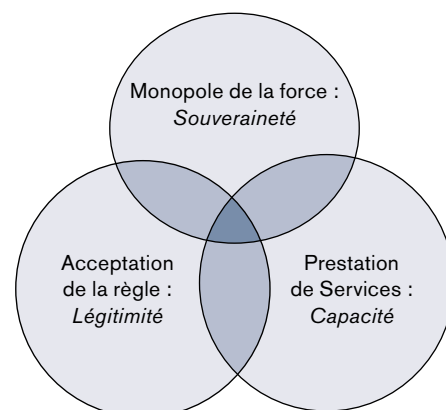 Monopole de la force :
Souveraineté
Acceptation
de la règle :
Légitimité
Prestation
de Services :
Capacité